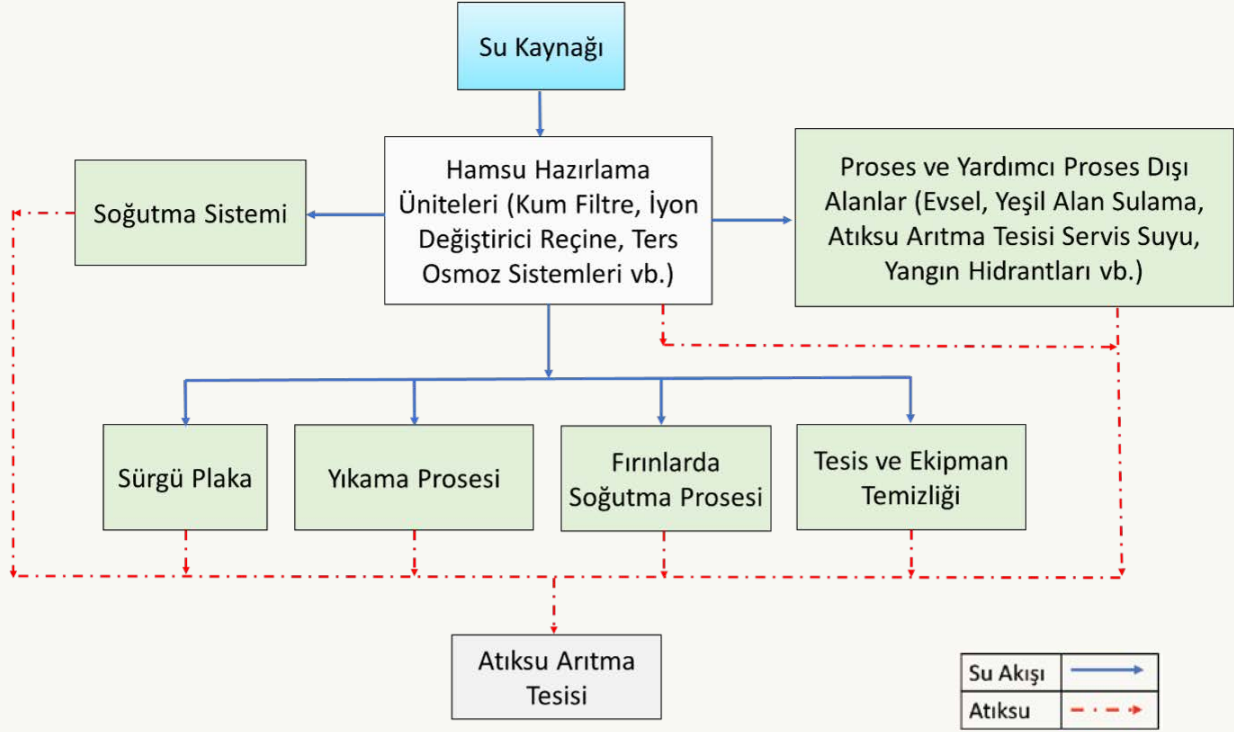 Su Kaynağı
Hamsu Hazırlama
Üniteleri (Kum Filtre, İyon
Değiştirici Reçine, Ters
Osmoz Sistemleri vb.)
Soğutma Sistemi
Proses ve Yardımcı Proses Dışı
Alanlar (Evsel, Yeşil Alan Sulama,
Atıksu Arıtma Tesisi Servis Suyu,
Yangın Hidrantları vb.)
Sürgü Plaka
Yıkama Prosesi
Fırınlarda
Soğutma Prosesi
Tesis ve Ekipman
Temizliği
Atıksu Arıtma
Tesisi
Su Akışı
Atıksu